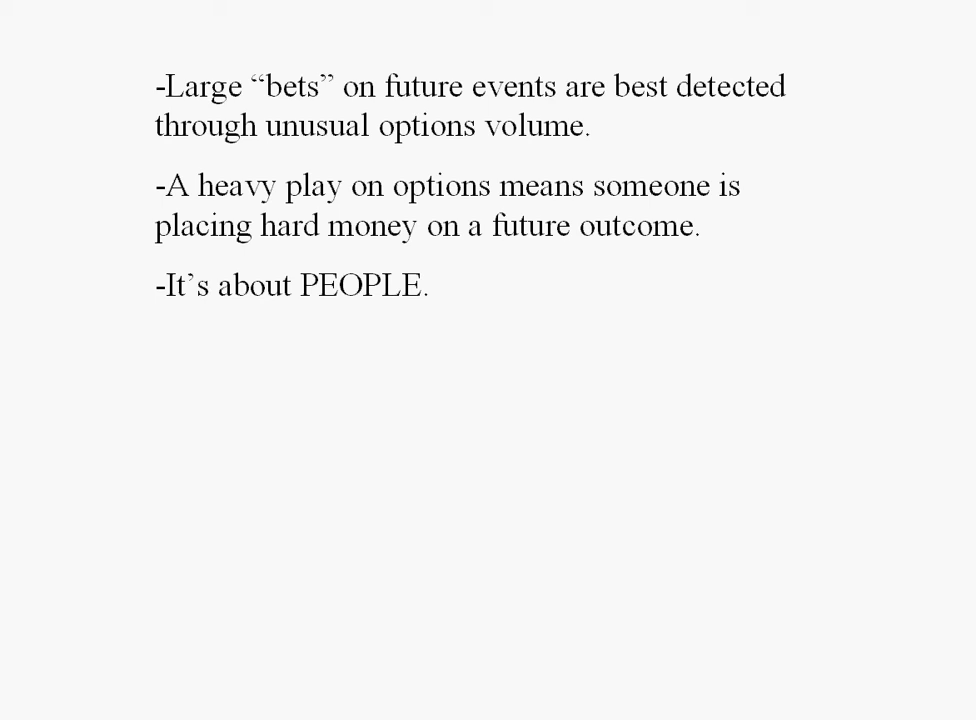 -Large “bets” on future events are best detected
through unusual options volume.
-A heavy play on options means someone is
placing hard money on a future outcome.
-It’s about PEOPLE.